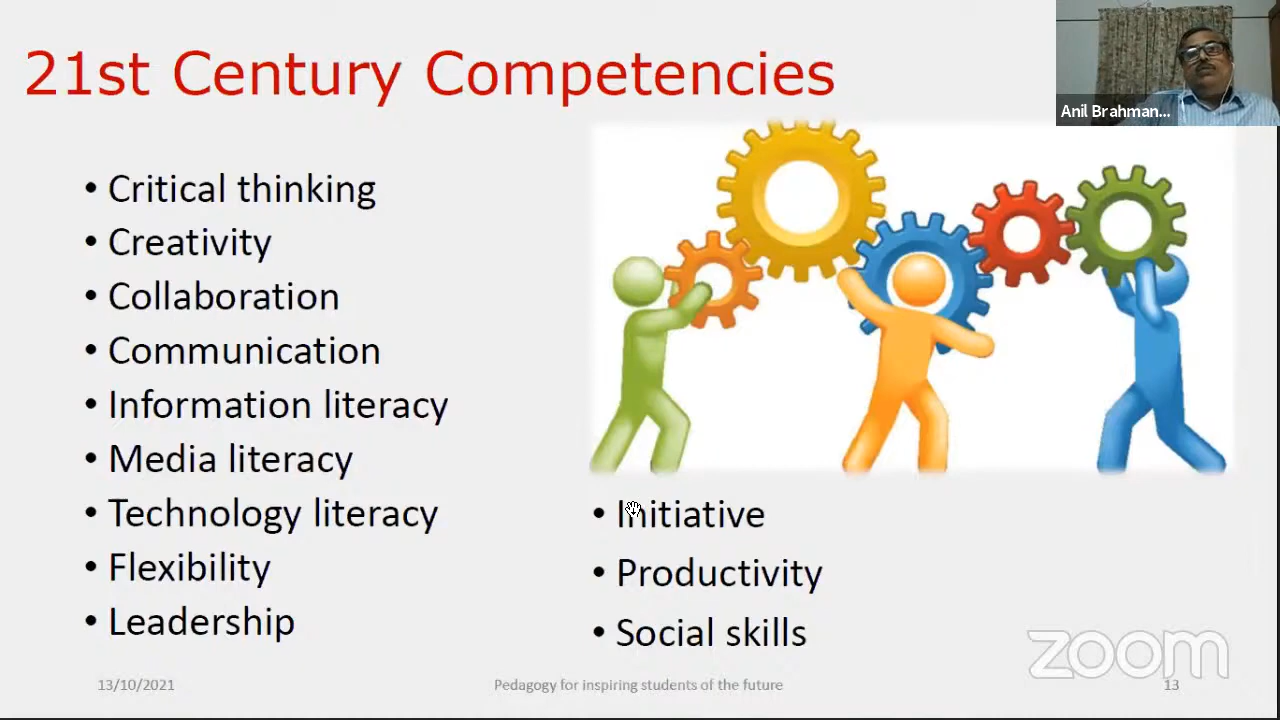 21st Century Competencies
Anil Brahman...
• Critical thinking
• Creativity
• Collaboration
• Communication
• Information literacy
• Media literacy
• Technology literacy
• Flexibility
• Leadership
• Initiative
• Productivity
• Social skills
zoom
13/10/2021
Pedagogy for inspiring students of the future
13